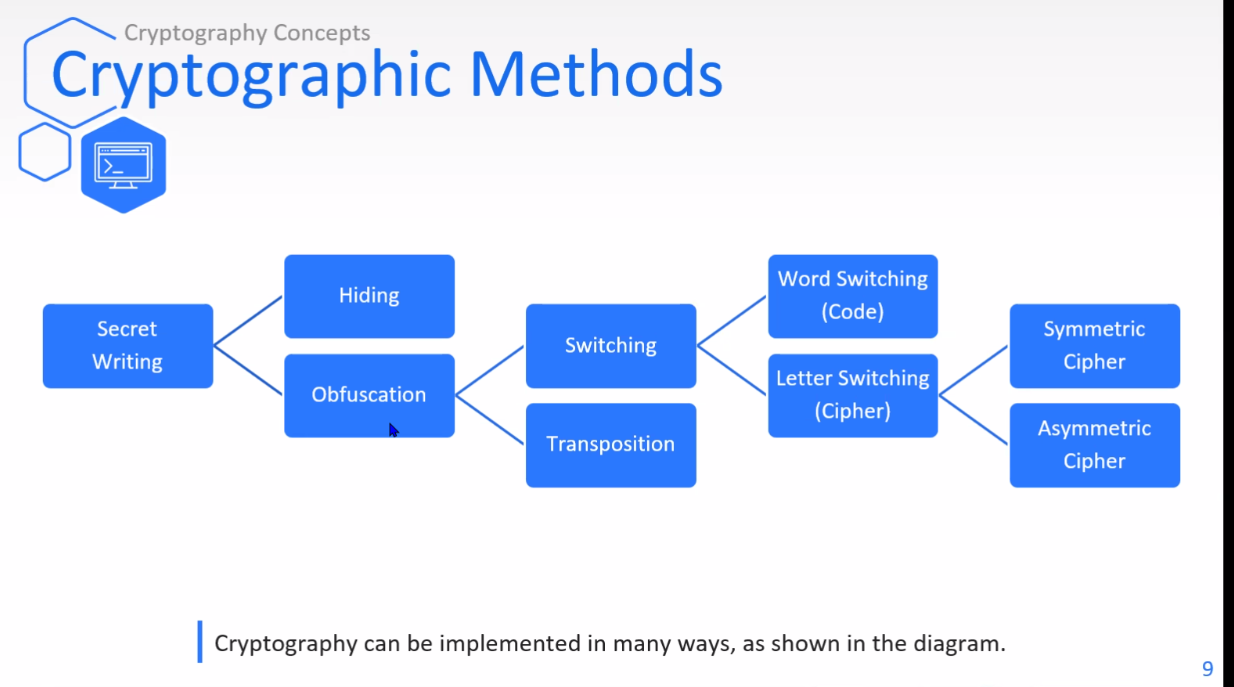 Cryptography Concepts
Cryptographic Methods
>_
Secret
Writing
Hiding
Obfuscation
Switching
Transposition
Word Switching
(Code)
Letter Switching
(Cipher)
Symmetric
Cipher
Asymmetric
Cipher
Cryptography can be implemented in many ways, as shown in the diagram.
9